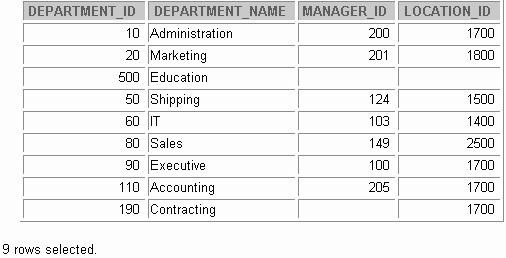 DEPARTMENT_ID DEPARTMENT_NAME MANAGER_ID LOCATION_ID
10 Administration 200 1700
20 Marketing 201 1800
500 Education
50 Shipping 124 1500
60 IT 103 1400
80 Sales 149 2500
90 Executive 100 1700
110 Accounting 205 1700
190 Contracting 1700
9 rows selected.